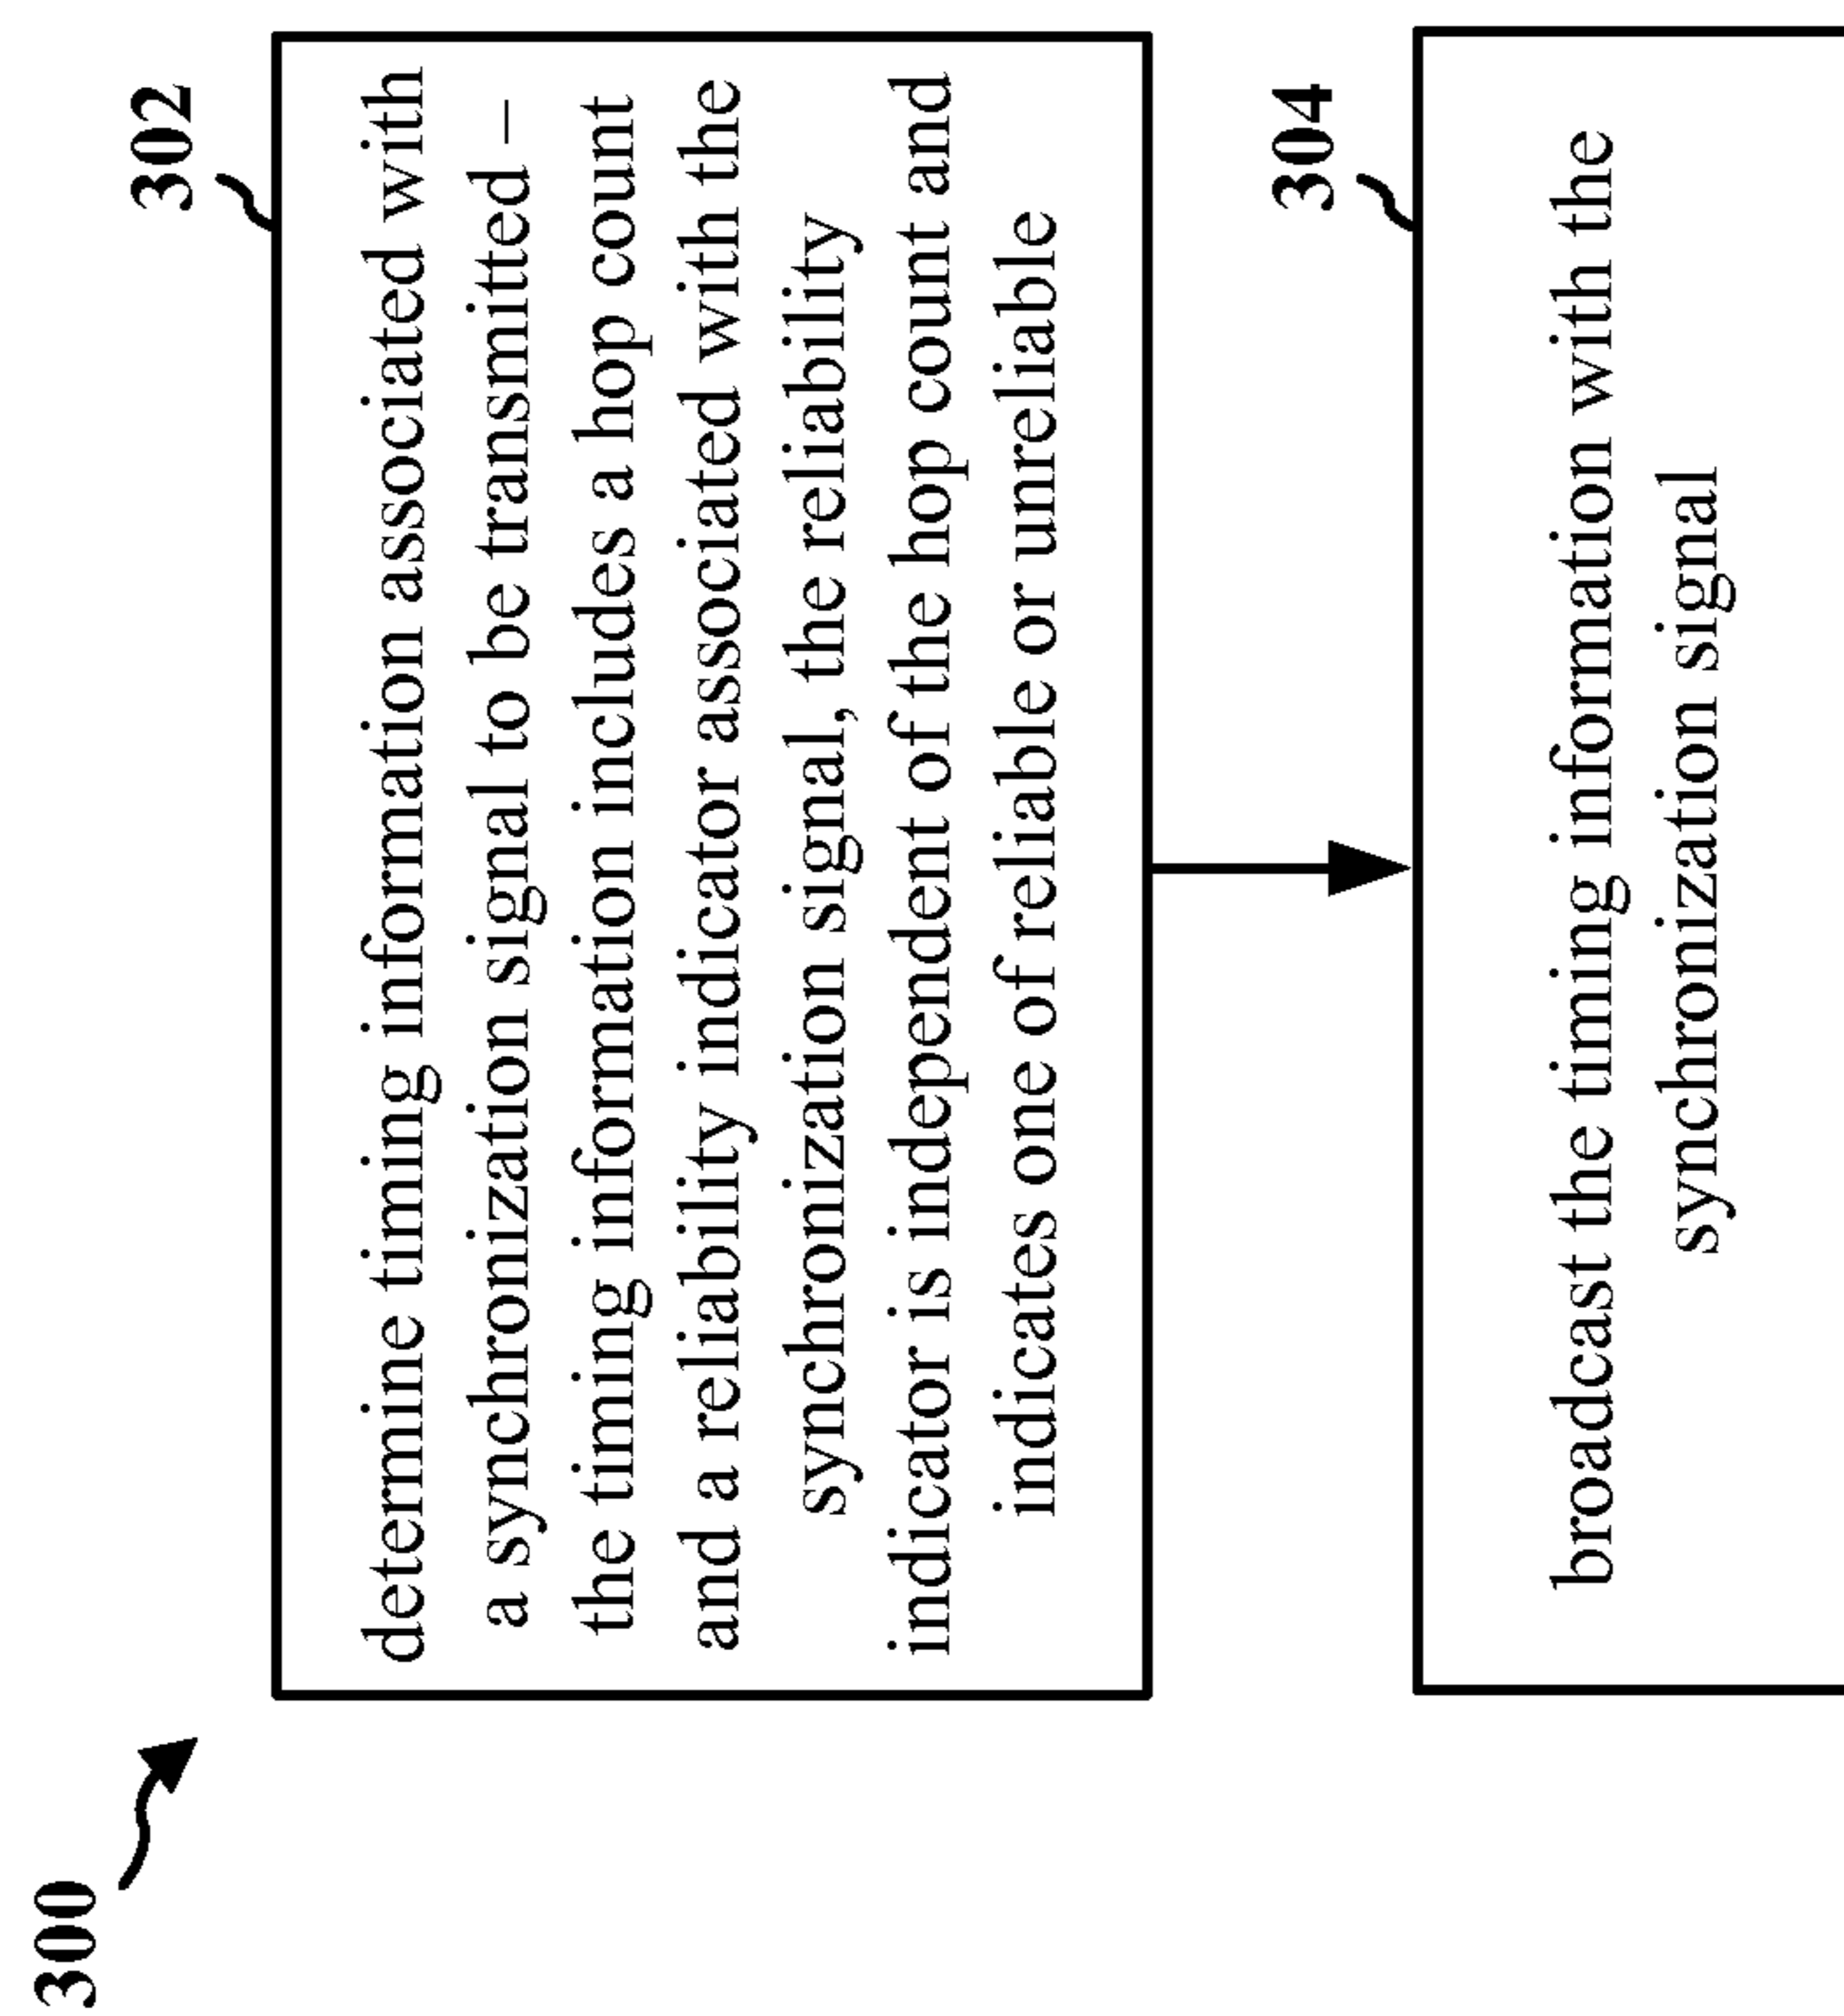 300
302
determine timing information associated with
a synchronization signal to be transmitted –
the timing information includes a hop count
and a reliability indicator associated with the
synchronization signal, the reliability
indicator is independent of the hop count and
indicates one of reliable or unreliable
304
broadcast the timing information with the
synchronization signal